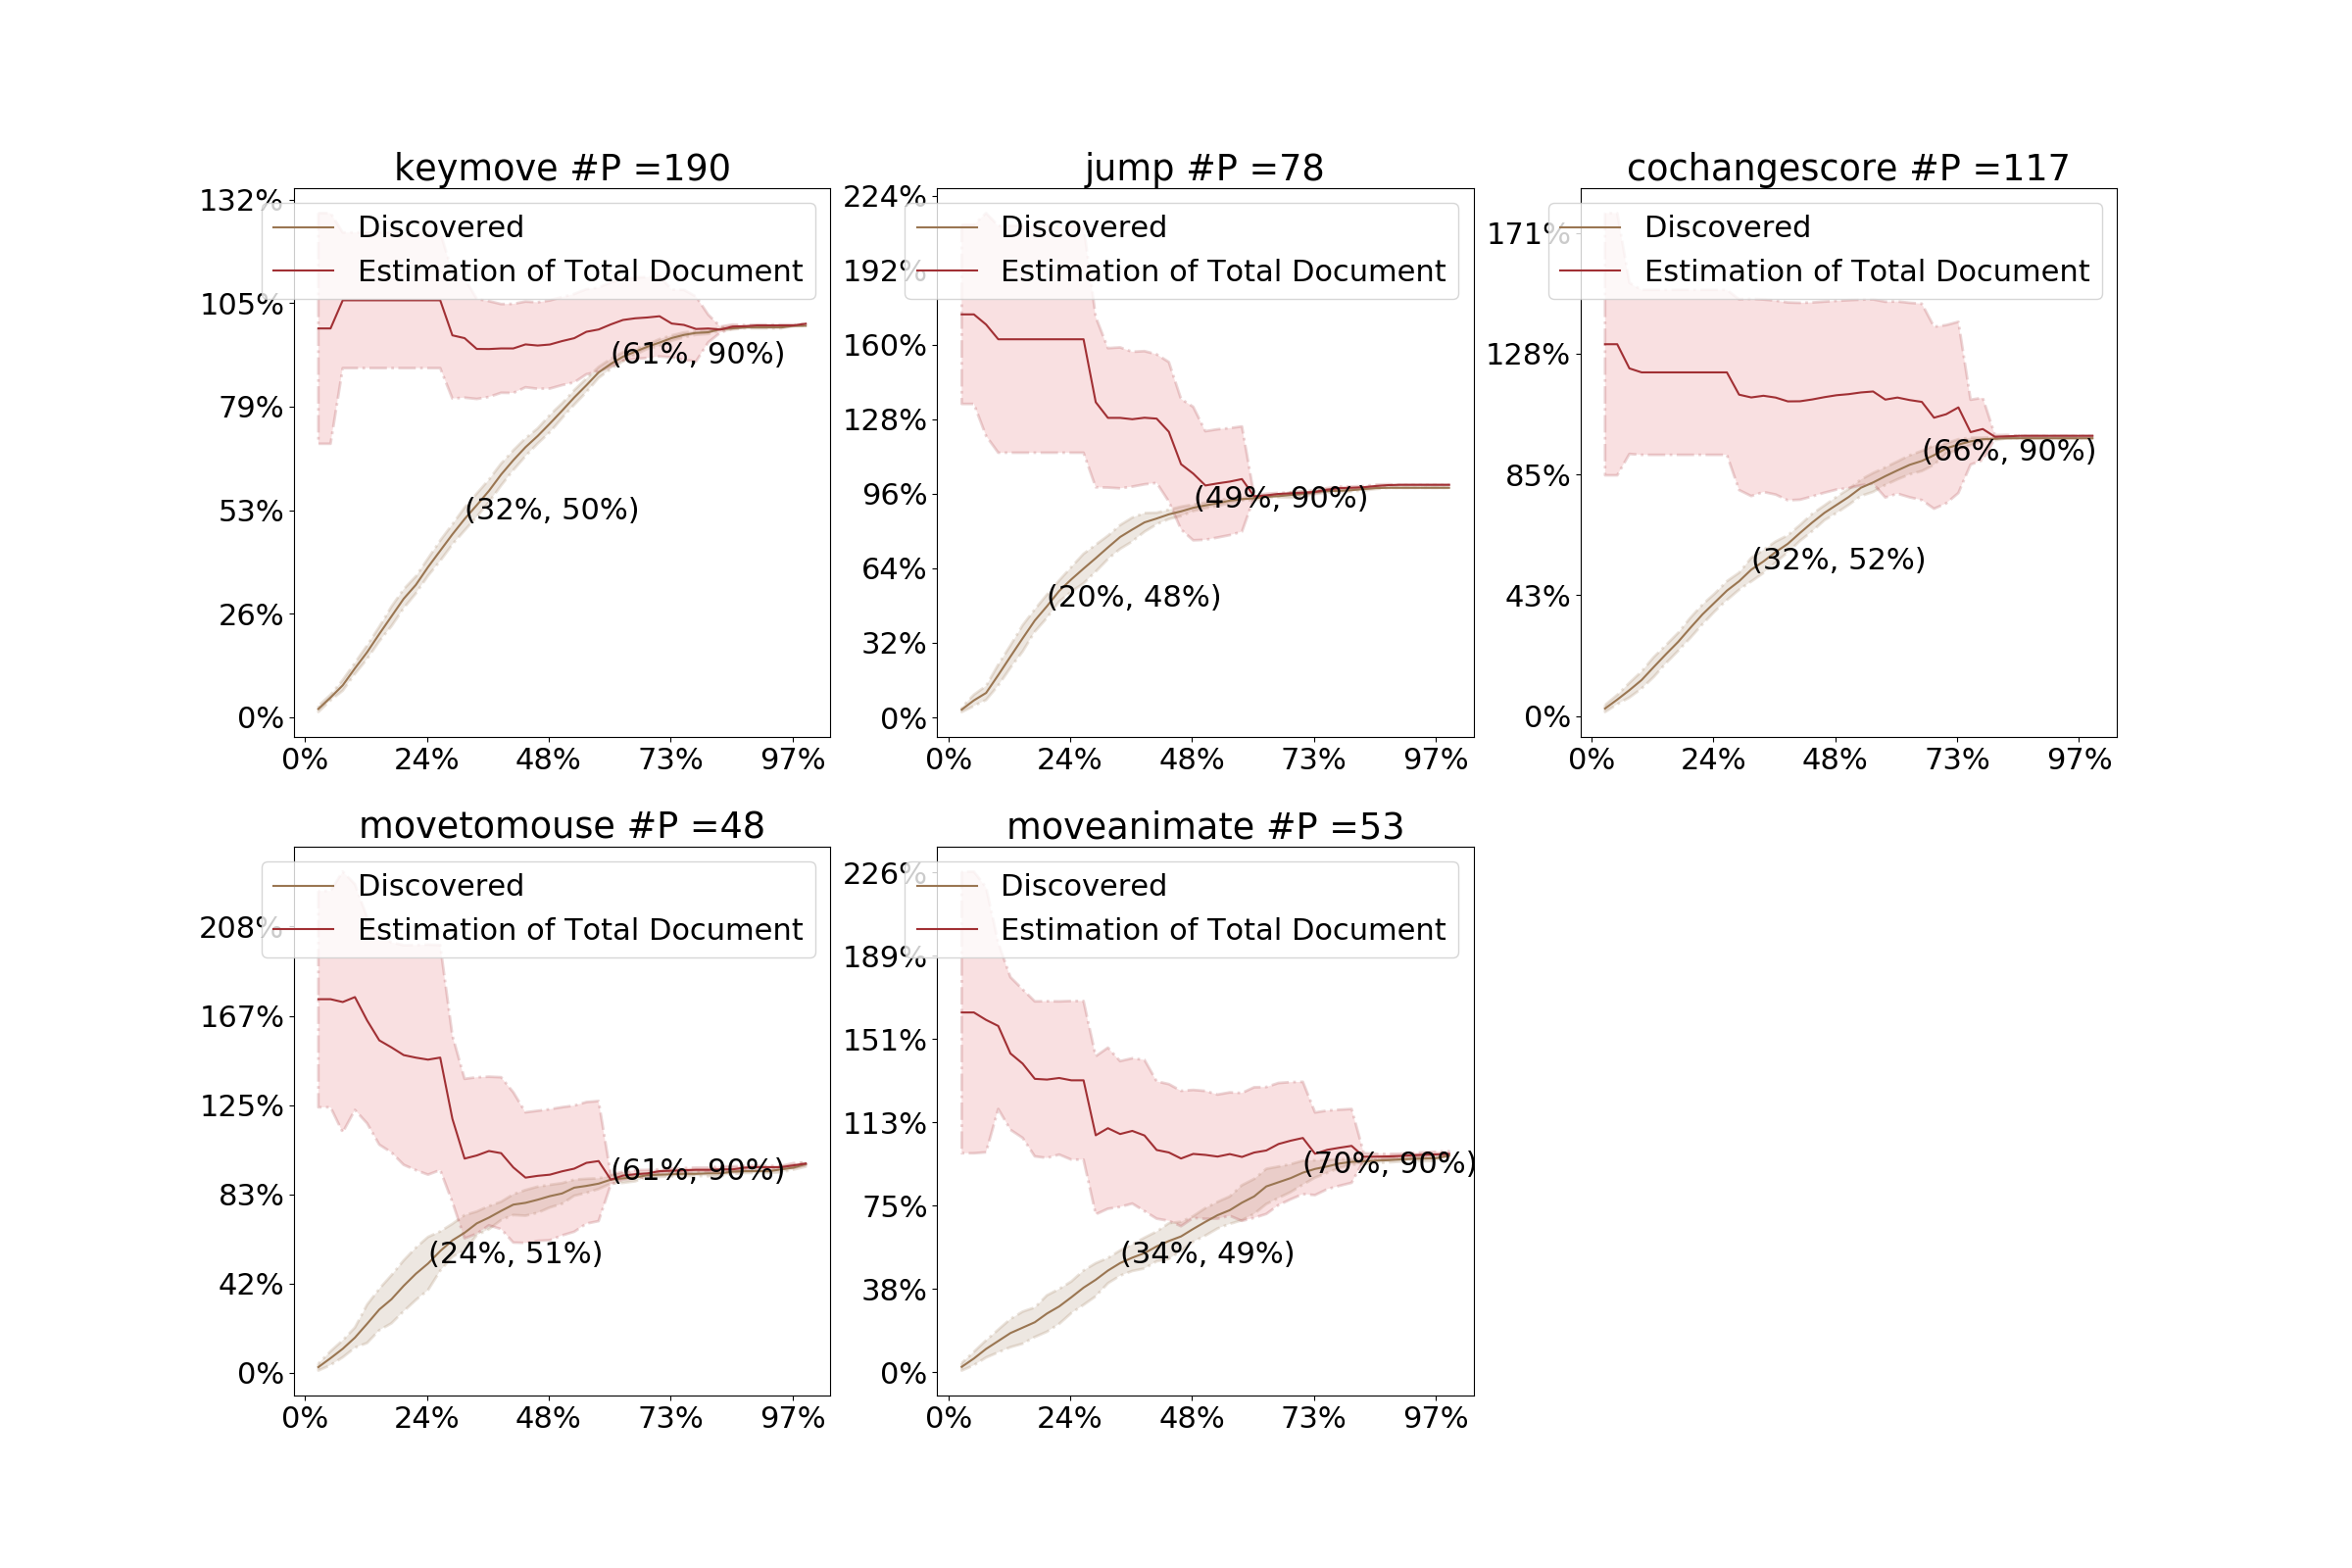 keymove #P =190
132%
105%
79%
53%
26%
0%
Discovered
Estimation of Total Document
(61%, 90%)
(32%, 50%)
0% 24% 48% 73% 97%
jump #P =78
224%
192%
160%
128%
96%
64%
32%
0%
Discovered
Estimation of Total Document
(49%, 90%)
(20%, 48%)
0% 24% 48% 73% 97%
cochangescore #P =117
171%
128%
85%
43%
0%
Discovered
Estimation of Total Document
(66%, 90%)
(32%, 52%)
0% 24% 48% 73% 97%
movetomouse #P =48
208%
167%
125%
83%
42%
0%
Discovered
Estimation of Total Document
(61%, 90%)
(24%, 51%)
0% 24% 48% 73% 97%
moveanimate #P =53
226%
189%
151%
113%
75%
38%
0%
Discovered
Estimation of Total Document
(70%, 90%)
(34%, 49%)
0% 24% 48% 73% 97%